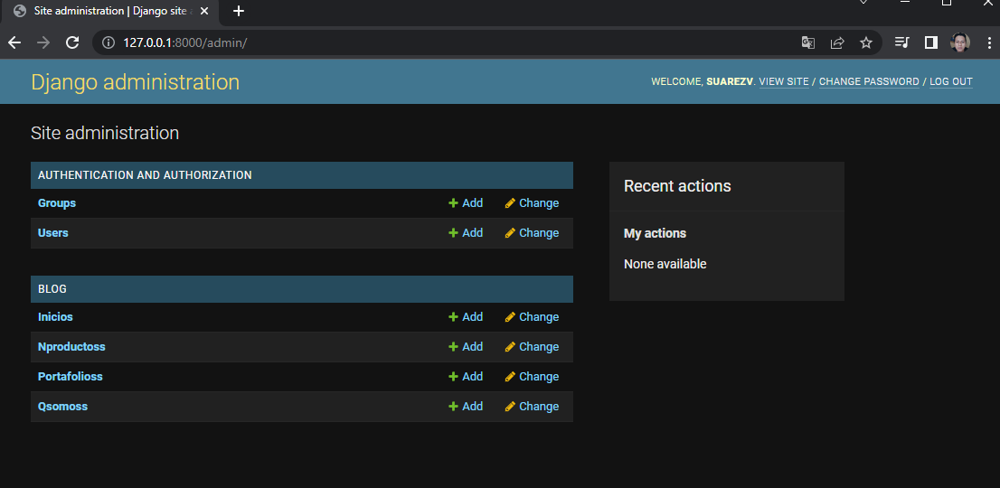 Site administration | Django site a
127.0.0.1:8000/admin/
Django administration
WELCOME, SUAREZV. VIEW SITE / CHANGE PASSWORD / LOG OUT
Site administration
AUTHENTICATION AND AUTHORIZATION
Groups Add Change
Users Add Change
BLOG
Inicios Add Change
Nproductoss Add Change
Portafolioss Add Change
Qsomoss Add Change
Recent actions
My actions
None available